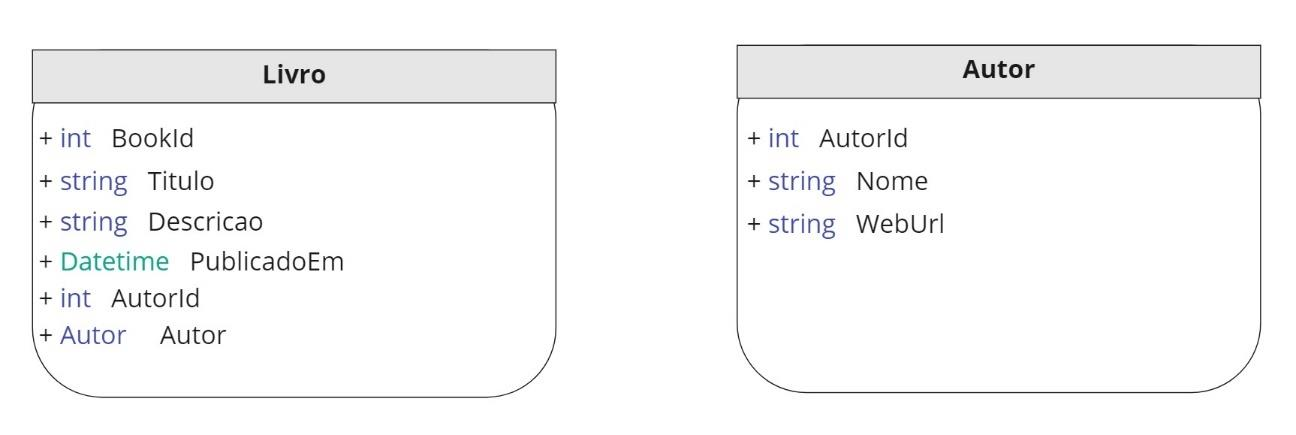 Livro
+ int BookId
+ string Titulo
+ string Descricao
+ Datetime PublicadoEm
+ int AutorId
+ Autor Autor
Autor
+ int AutorId
+ string Nome
+ string WebUrl